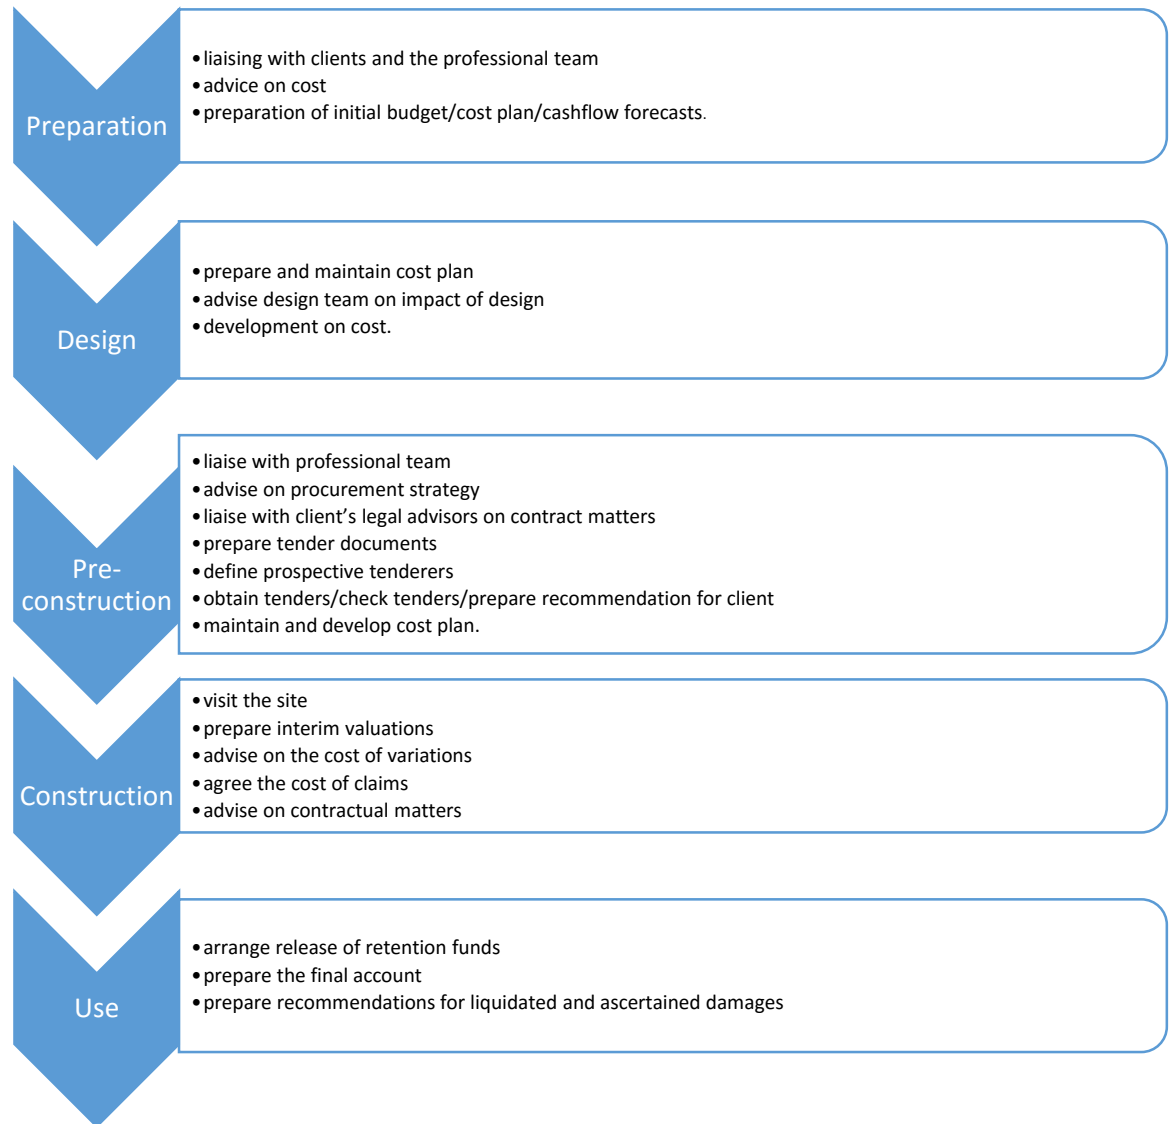 Preparation
•liaising with clients and the professional team
•advice on cost
•preparation of initial budget/cost plan/cashflow forecasts.
Design
•prepare and maintain cost plan
•advise design team on impact of design
•development on cost.
Pre-
construction
•liaise with professional team
•advise on procurement strategy
•liaise with client’s legal advisors on contract matters
•prepare tender documents
•define prospective tenderers
•obtain tenders/check tenders/prepare recommendation for client
•maintain and develop cost plan.
Construction
•visit the site
•prepare interim valuations
•advise on the cost of variations
•agree the cost of claims
•advise on contractual matters
Use
•arrange release of retention funds
•prepare the final account
•prepare recommendations for liquidated and ascertained damages